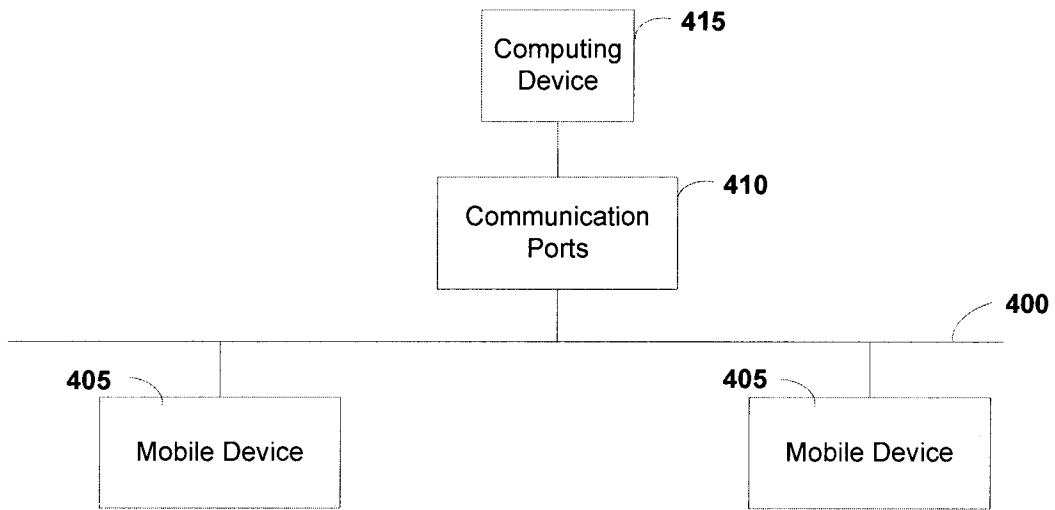 415
Computing
Device
410
Communication
Ports
400
405
Mobile Device
405
Mobile Device